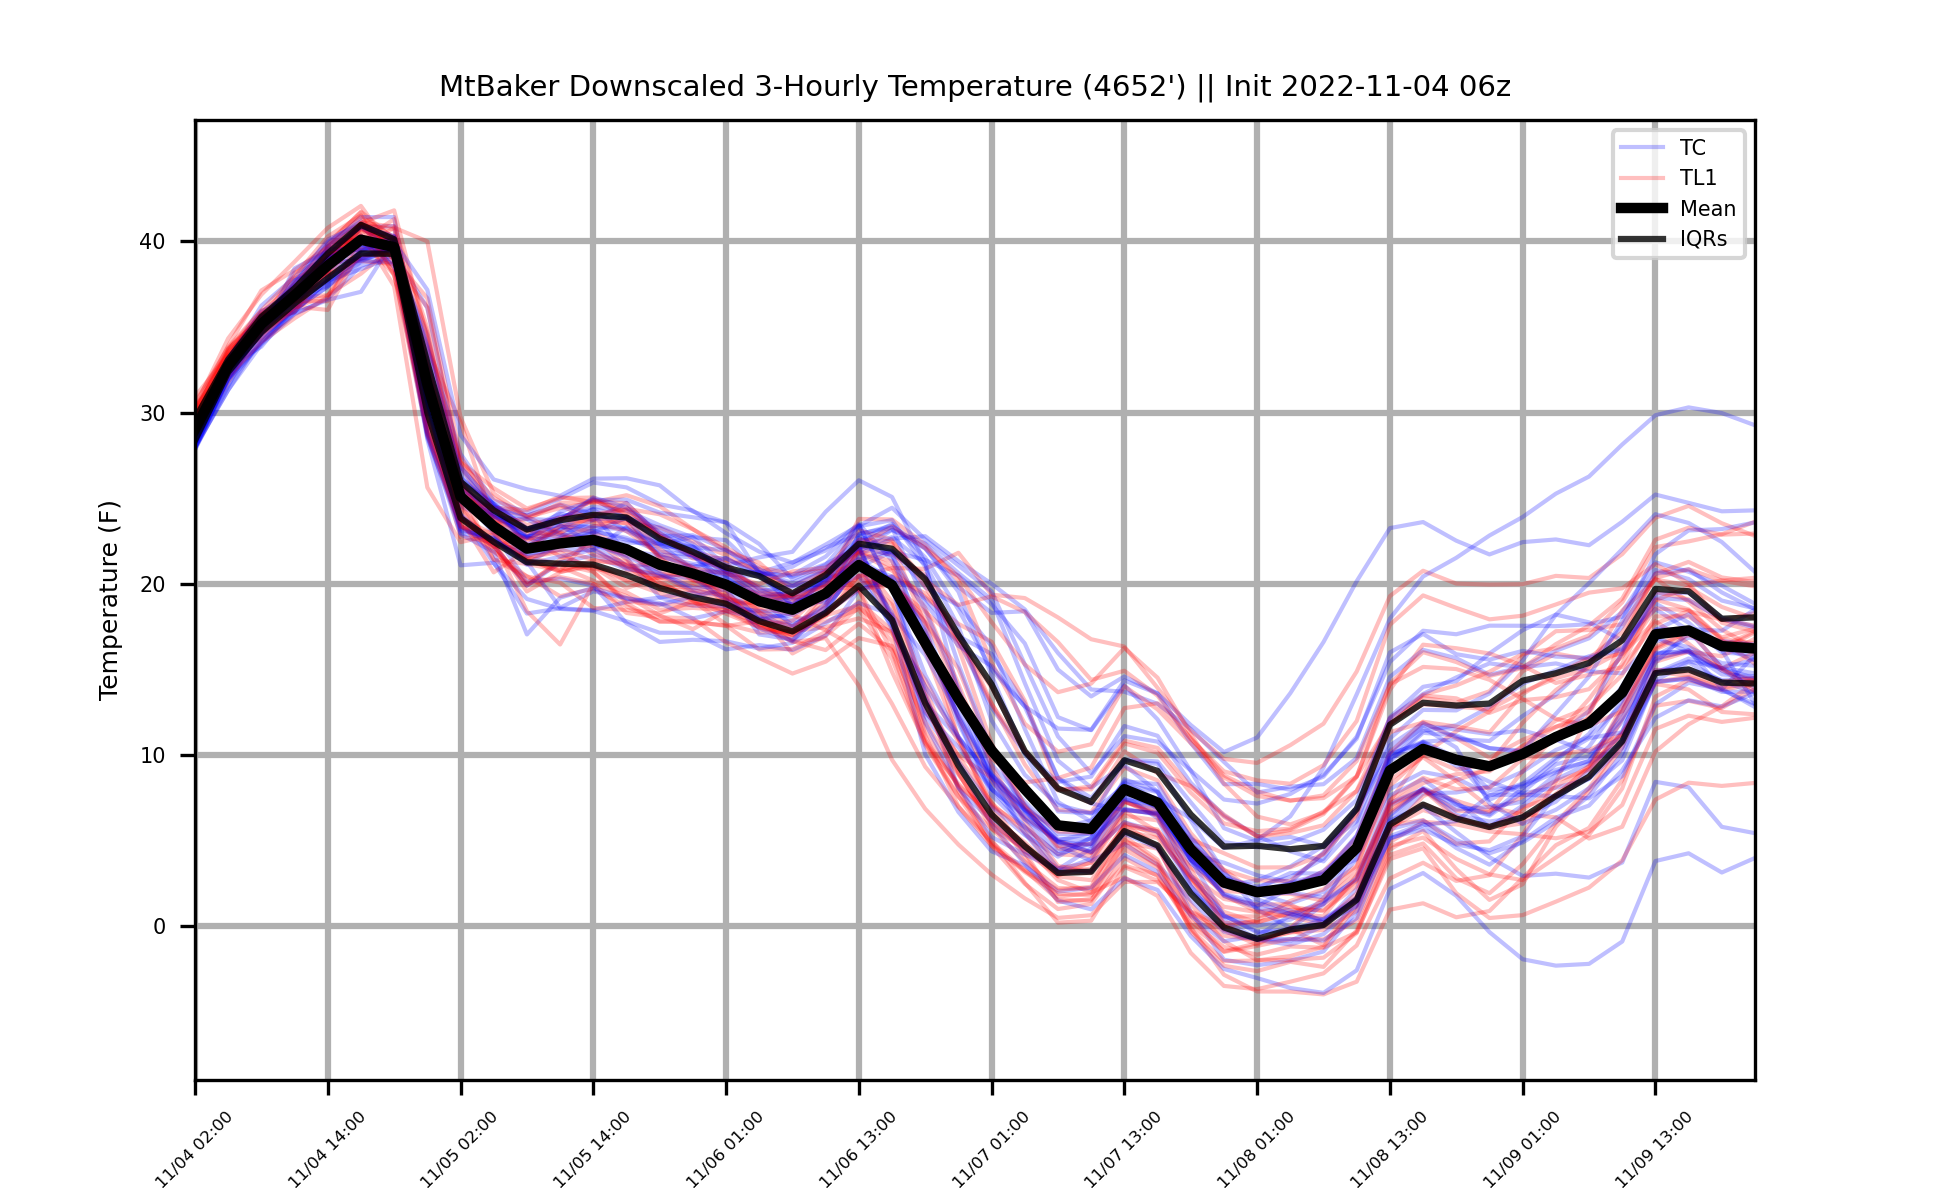 MtBaker Downscaled 3-Hourly Temperature (4652') || Init 2022-11-04 06z
TC
TL1
Mean
IQRs
Temperature (F)
40
30
20
10
0
11/04 02:00
11/04 14:00
11/05 02:00
11/05 14:00
11/06 01:00
11/06 13:00
11/07 01:00
11/07 13:00
11/08 01:00
11/08 13:00
11/09 01:00
11/09 13:00